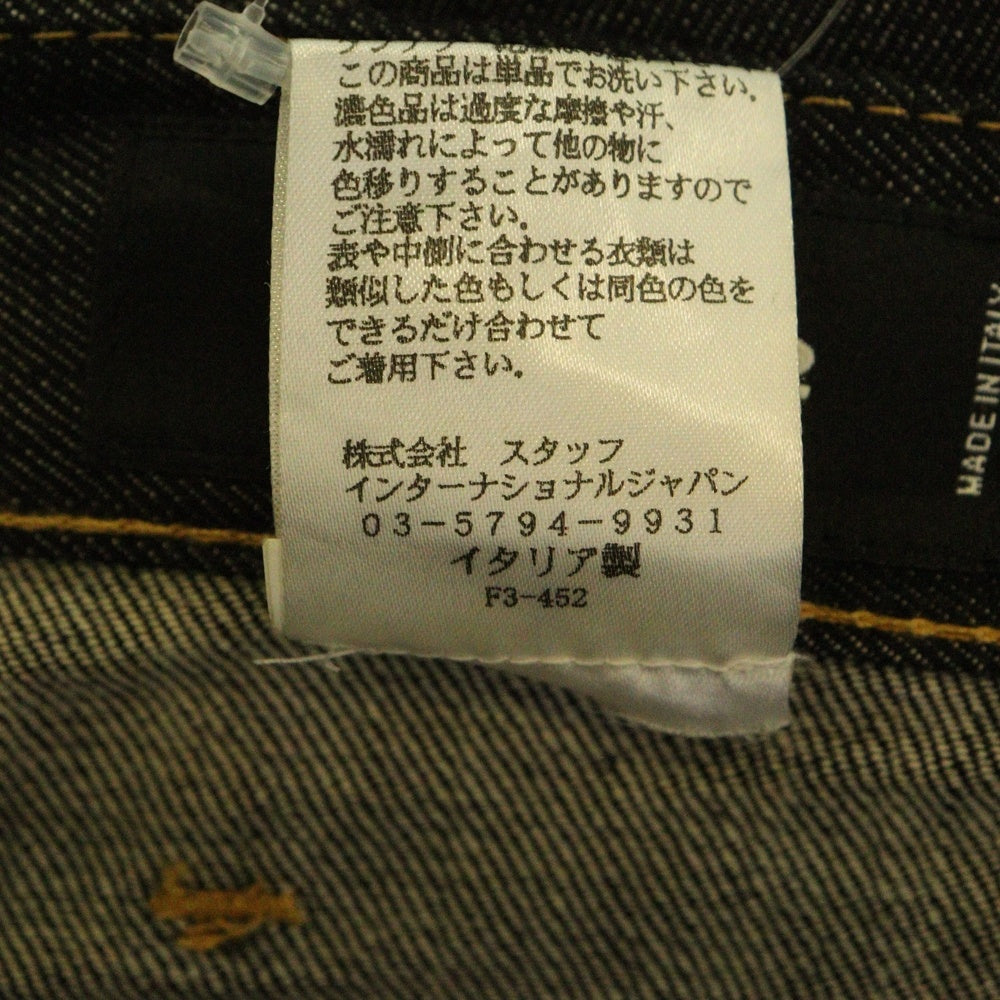 この商品は単品でお洗い下さい。
濃色品は過度な摩擦や汗、
水濡れによって他の物に
色移りすることがありますので
ご注意下さい。
表や中側に合わせる衣類は
類似した色もしくは同色の色を
できるだけ合わせて
ご着用下さい。
株式会社 スタッフ
インターナショナルジャパン
03-5794-9931
イタリア製
F3-452
MADE IN ITALY